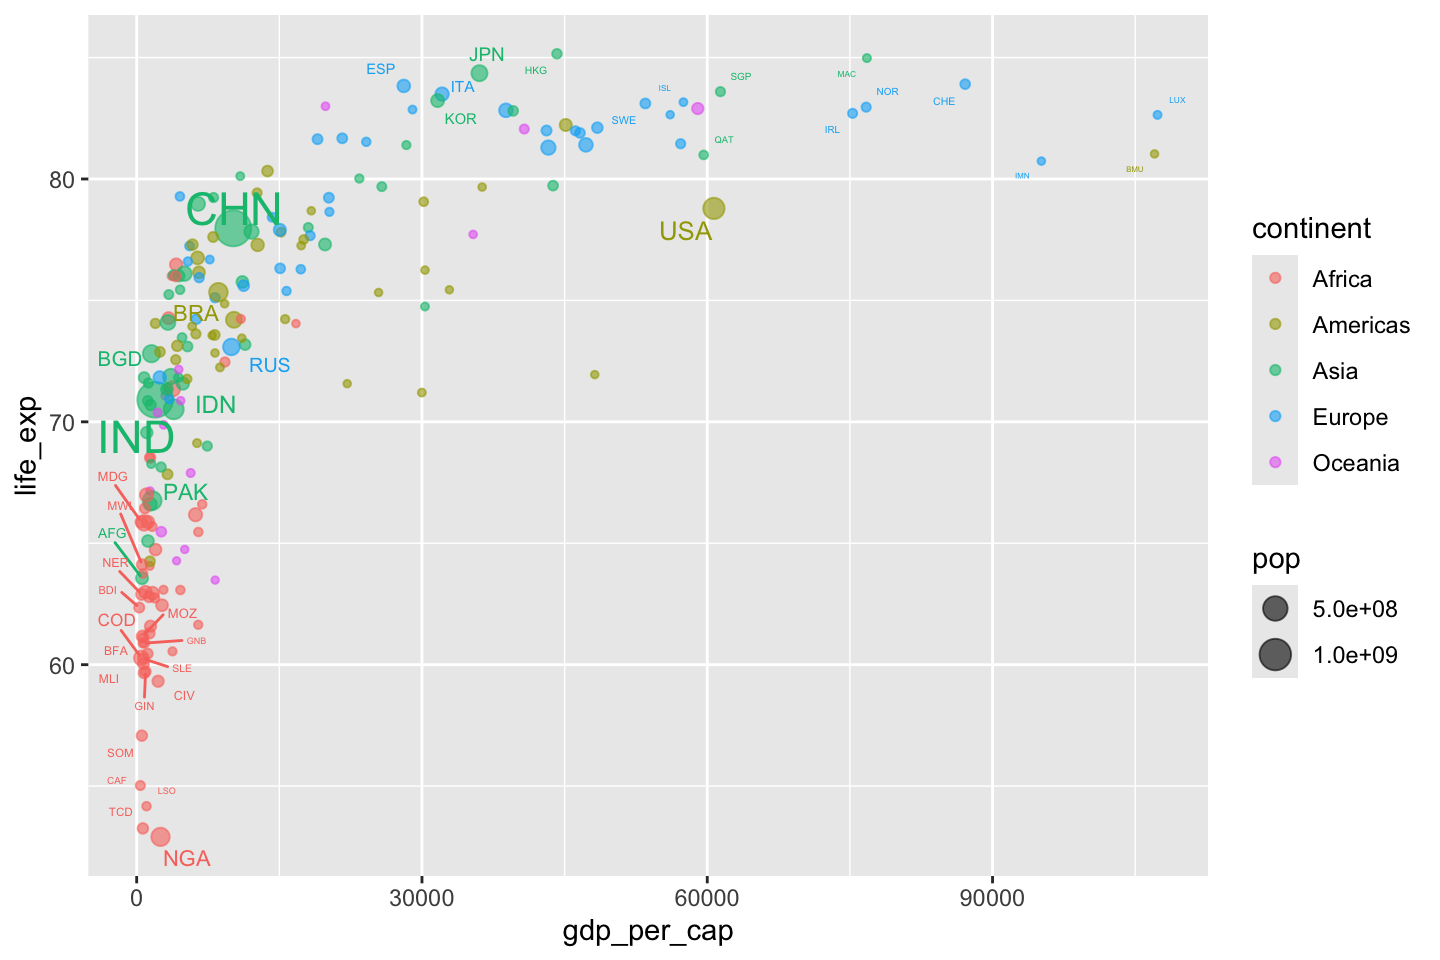 JPN
ESP
HKG
SGP
MAC
ITA
ISL
NOR
CHE
LUX
KOR
SWE
IRL
QAT
80
IMN
BMU
CHN
USA
continent
Africa
BRA
Americas
BGD
RUS
Asia
IDN
Europe
70
IND
Oceania
life_exp
MDG
PAK
MWI
AFG
NER
pop
BDI
5.0e+08
MOZ
COD
GNB
BFA
1.0e+09
60
SLE
MLI
CIV
GIN
SOM
CAF
LSO
TCD
NGA
0 30000 60000 90000
gdp_per_cap